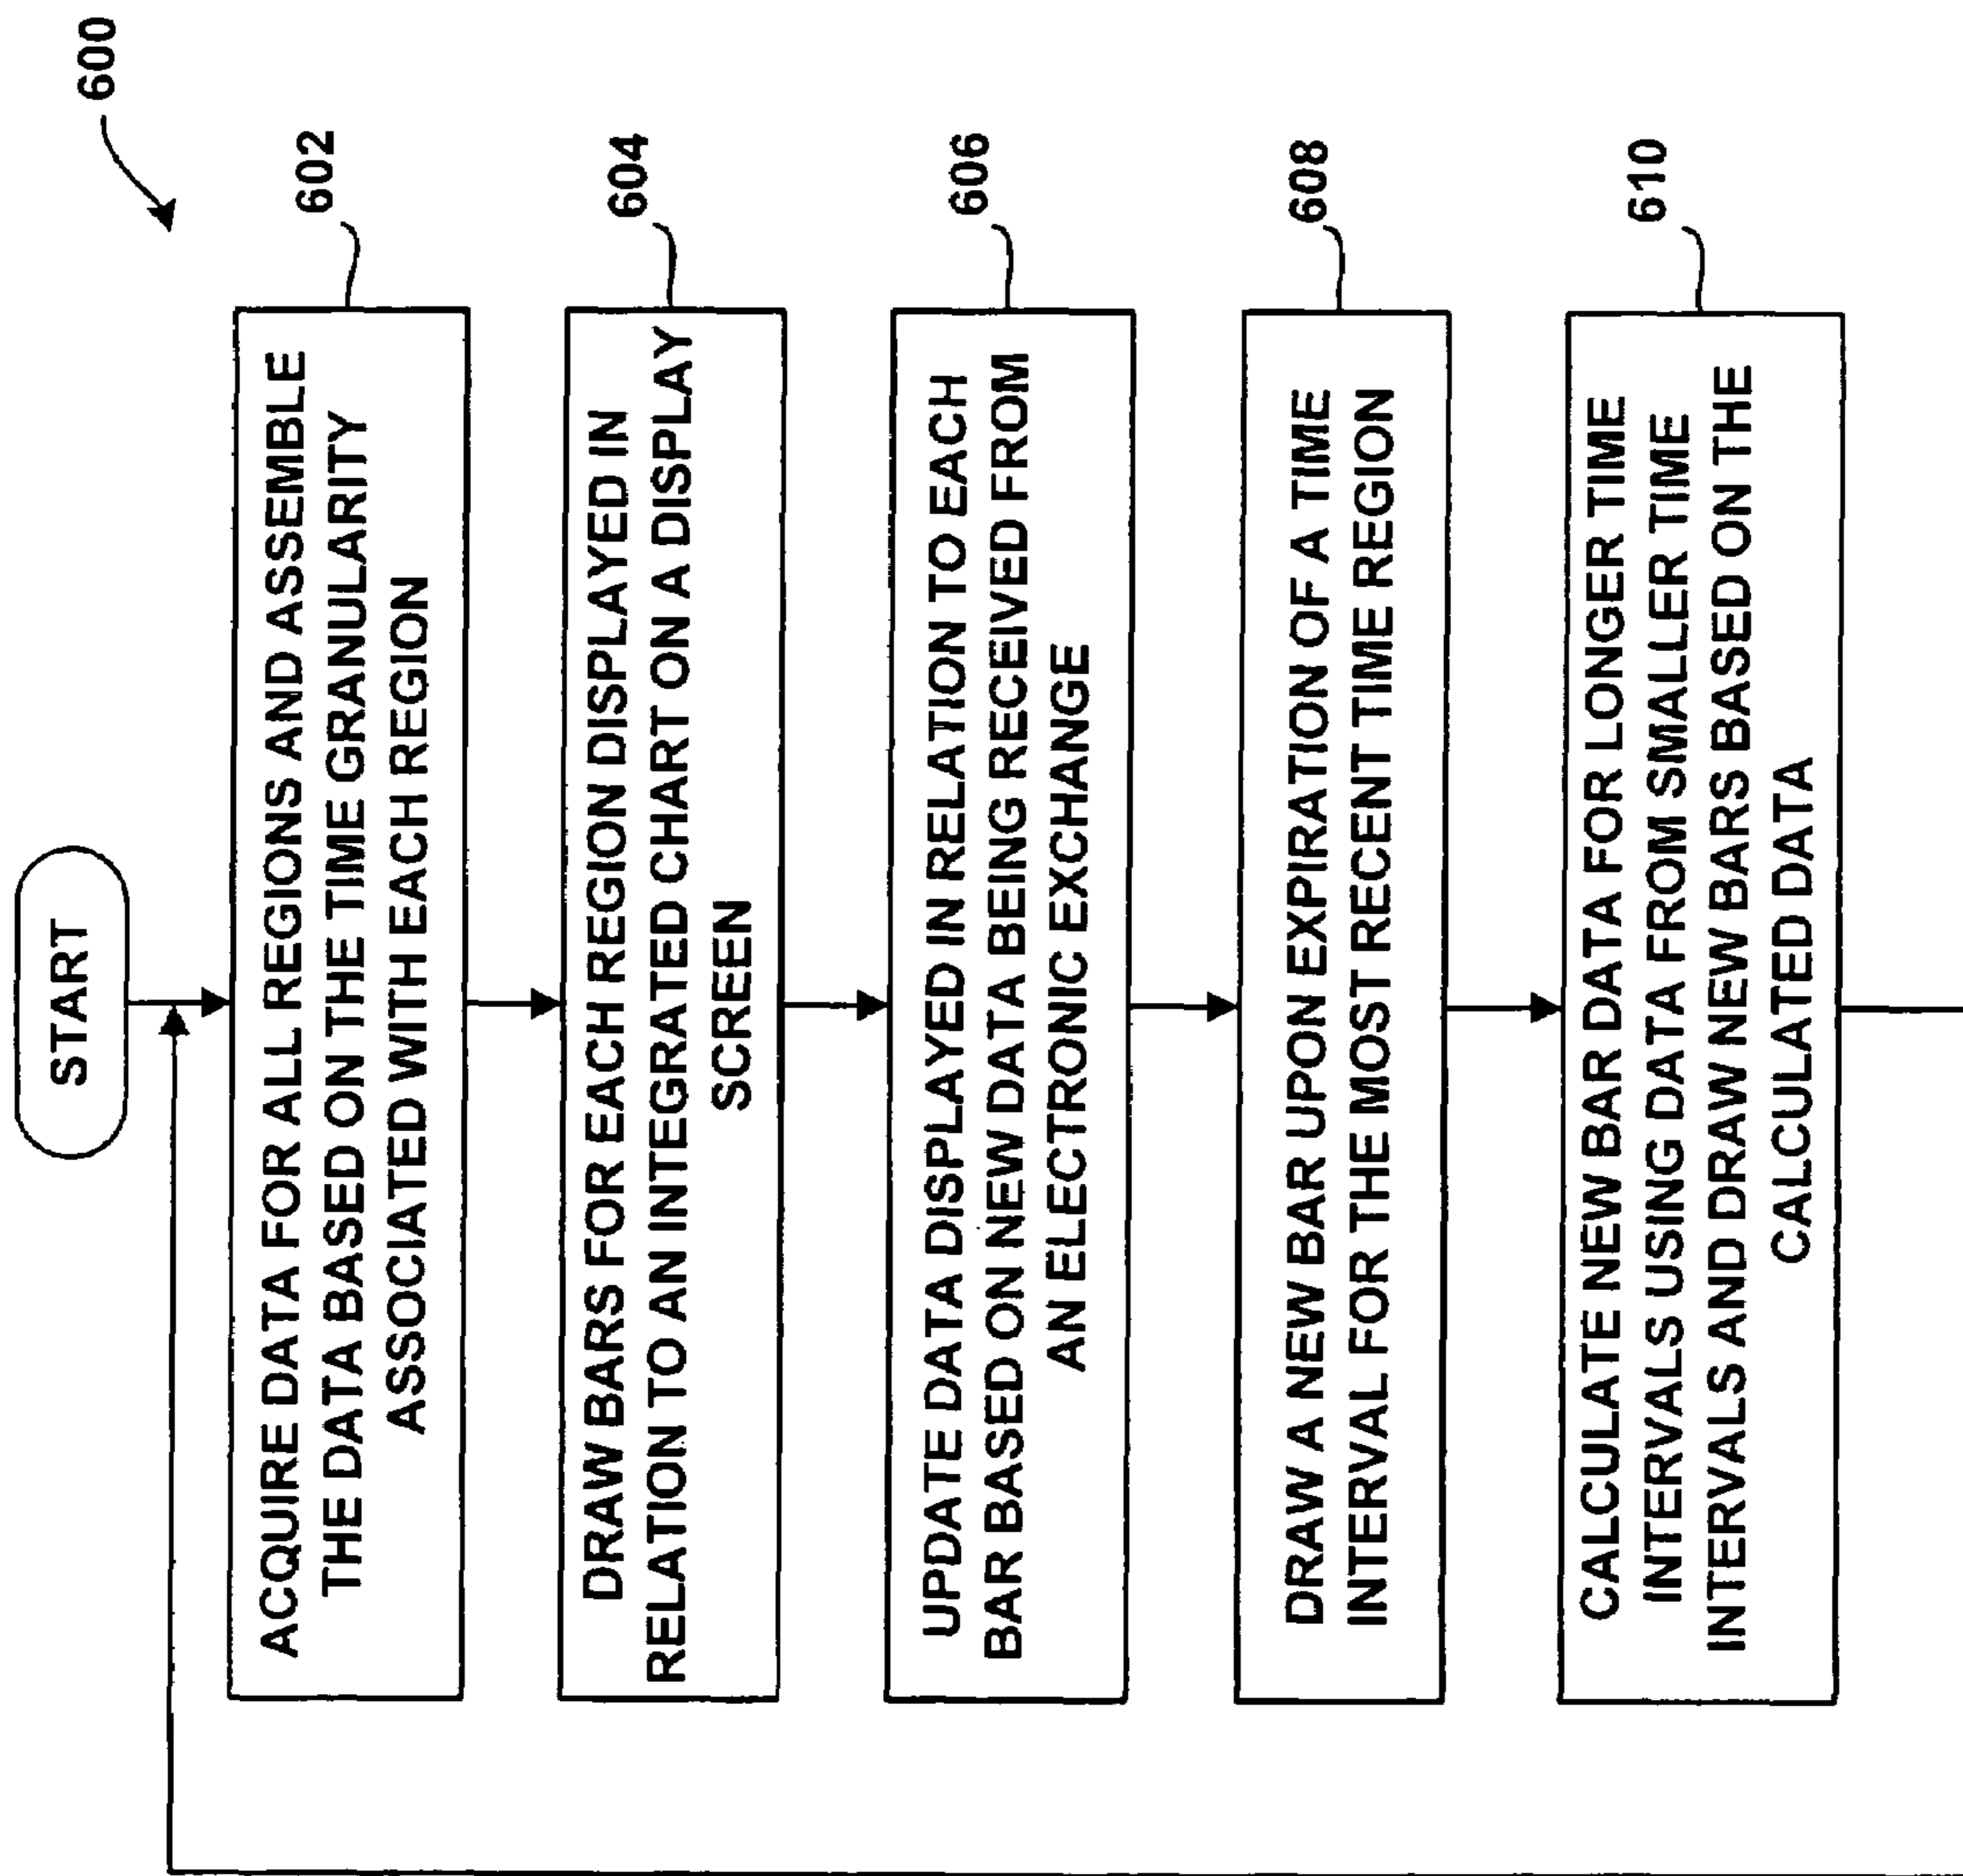 600
START
ACQUIRE DATA FOR ALL REGIONS AND ASSEMBLE
THE DATA BASED ON THE TIME GRANULARITY
ASSOCIATED WITH EACH REGION
602
DRAW BARS FOR EACH REGION DISPLAYED IN
RELATION TO AN INTEGRATED CHART ON A DISPLAY
SCREEN
604
UPDATE DATA DISPLAYED IN RELATION TO EACH
BAR BASED ON NEW DATA BEING RECEIVED FROM
AN ELECTRONIC EXCHANGE
606
DRAW A NEW BAR UPON EXPIRATION OF A TIME
INTERVAL FOR THE MOST RECENT TIME REGION
608
CALCULATE NEW BAR DATA FOR LONGER TIME
INTERVALS USING DATA FROM SMALLER TIME
INTERVALS AND DRAW NEW BARS BASED ON THE
CALCULATED DATA
610